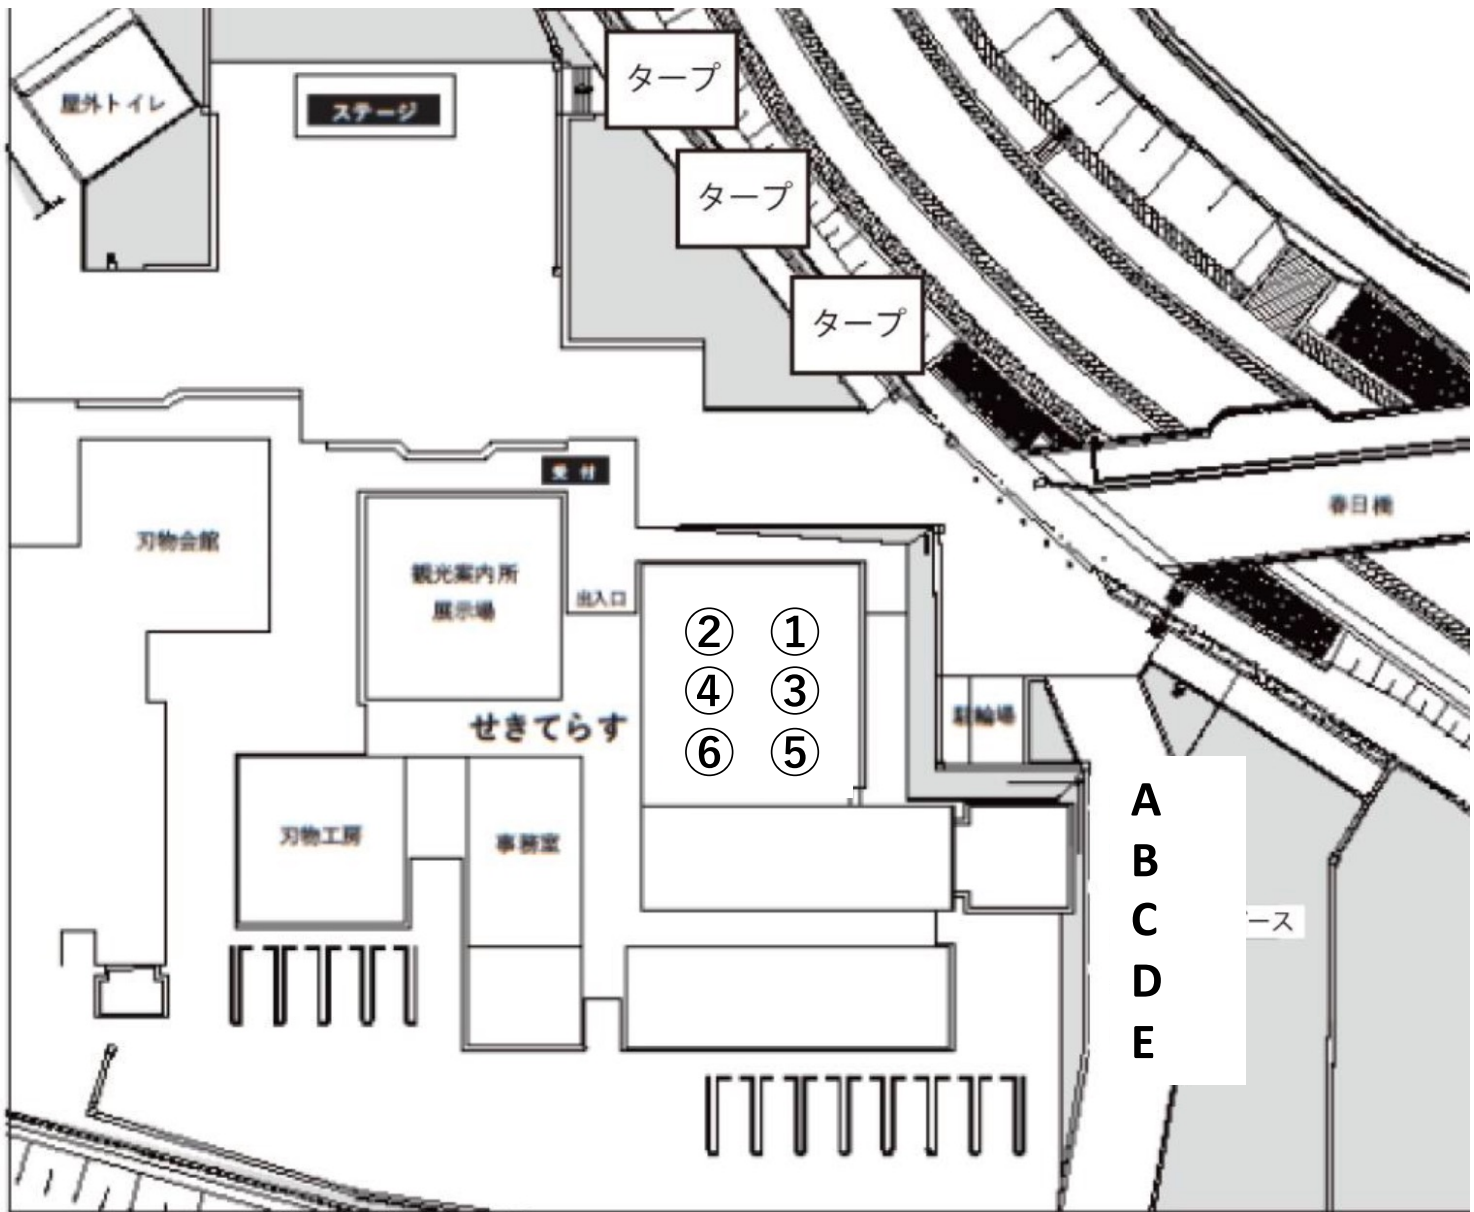 タープ
屋外トイレ
ステージ
タープ
タープ
受付
春日橋
刃物会館
観光案内所
展示場
出入口
② ①
④ ③
⑥ ⑤
せきてらす
駐輪場
刃物工房
事務室
A
B
C
ース
D
E